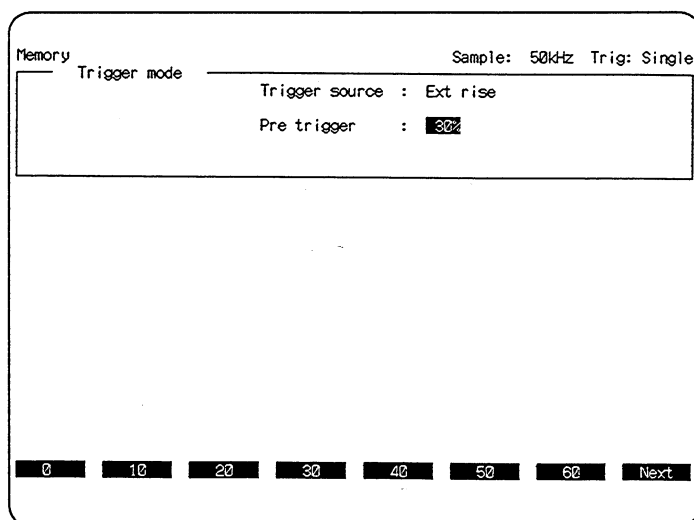 Memory Sample: 50kHz Trig: Single
Trigger mode
Trigger source : Ext rise
Pre trigger : 30%
0 10 20 30 40 50 60 Next